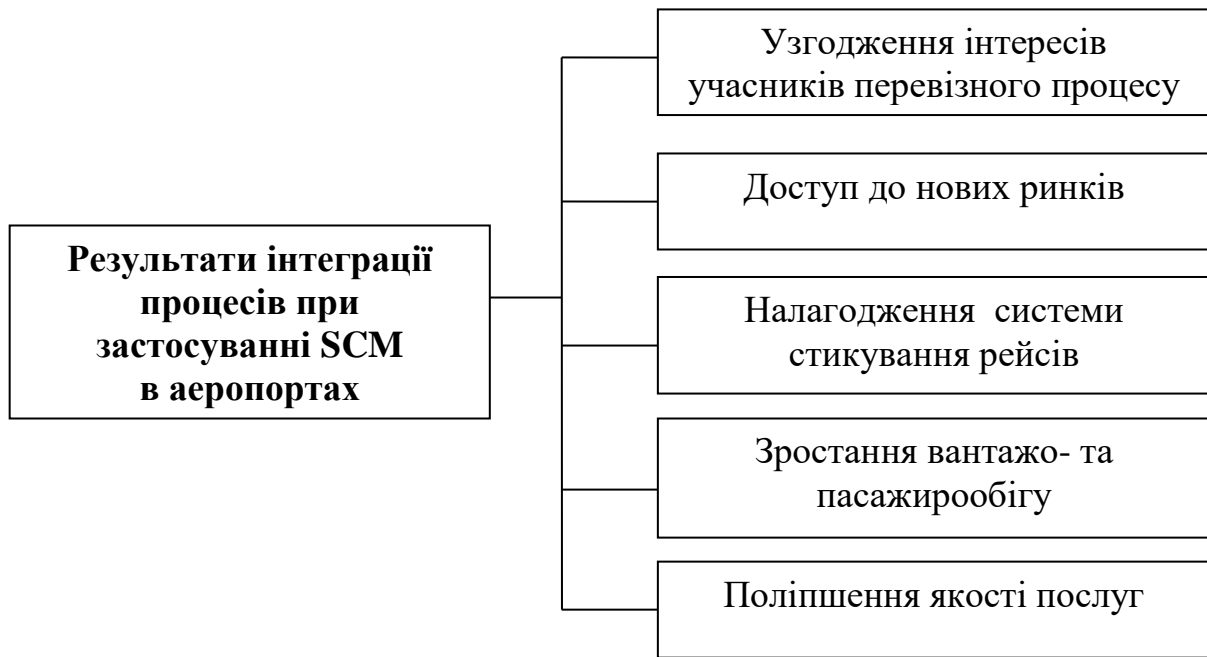 Узгодження інтересів
учасників перевізного процесу
Доступ до нових ринків
Результати інтеграції
процесів при
застосуванні SCM
в аеропортах
Налагодження системи
стикування рейсів
Зростання вантажо- та
пасажирообігу
Поліпшення якості послуг